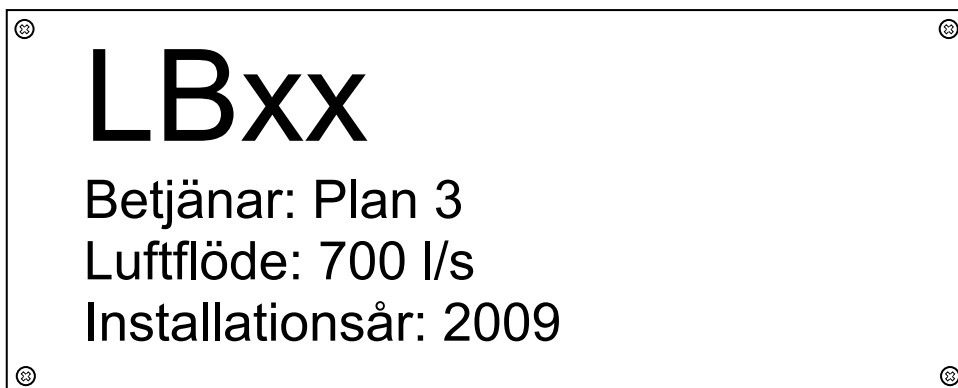 LBxx
Betjänar: Plan 3
Luftflöde: 700 l/s
Installationsår: 2009